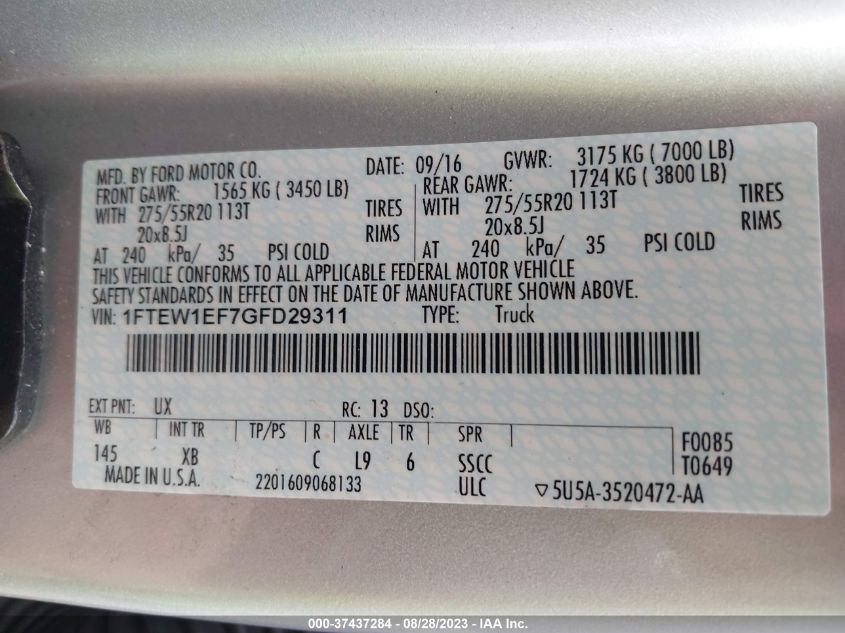 MFD. BY FORD MOTOR CO. DATE: 09/16 GVWR: 3175 KG ( 7000 LB)
FRONT GAWR: 1565 KG ( 3450 LB) REAR GAWR: 1724 KG ( 3800 LB)
WITH 275/55R20 113T TIRES WITH 275/55R20 113T TIRES
20x8.5J RIMS 20x8.5J RIMS
AT 240 kPa/ 35 PSI COLD AT 240 kPa/ 35 PSI COLD
THIS VEHICLE CONFORMS TO ALL APPLICABLE FEDERAL MOTOR VEHICLE
SAFETY STANDARDS IN EFFECT ON THE DATE OF MANUFACTURE SHOWN ABOVE.
VIN: 1FTEW1EF7GFD29311 TYPE: Truck
EXT PNT: UX RC: 13 DSO:
WB INT TR TP/PS R AXLE TR SPR F0085
145 XB C L9 6 SSCC T0649
MADE IN U.S.A. 2201609068133 ULC ▽5U5A-3520472-AA
000-37437284 - 08/28/2023 - IAA Inc.